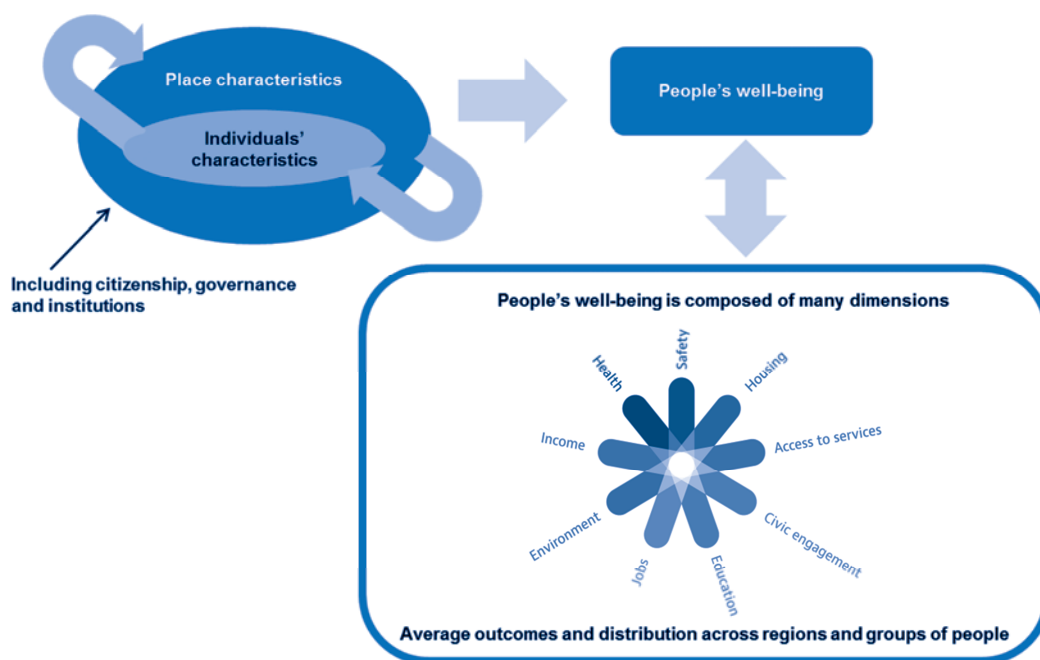 Place characteristics
Individuals’
characteristics
People’s well-being
Including citizenship, governance
and institutions
People’s well-being is composed of many dimensions
Safety
Health
Housing
Income
Access to services
Environment
Civic engagement
Jobs
Education
Average outcomes and distribution across regions and groups of people